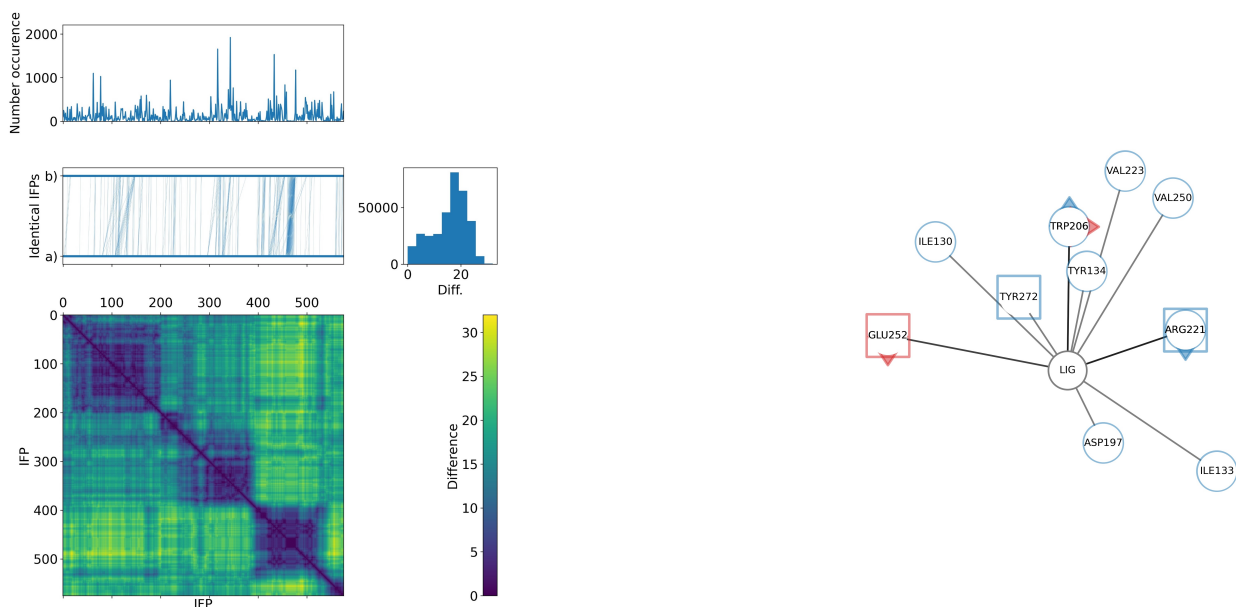 Number occurence
2000
1000
0
Identical IFPs
b)
a)
50000
0
0 20
Diff.
0 100 200 300 400 500
0
100
200
300
400
500
IFP
IFP
30
25
20
15
10
5
0
Difference
VAL223
VAL250
TRP206
ILE130
TYR134
TYR272
GLU252
ARG221
LIG
ASP197
ILE133